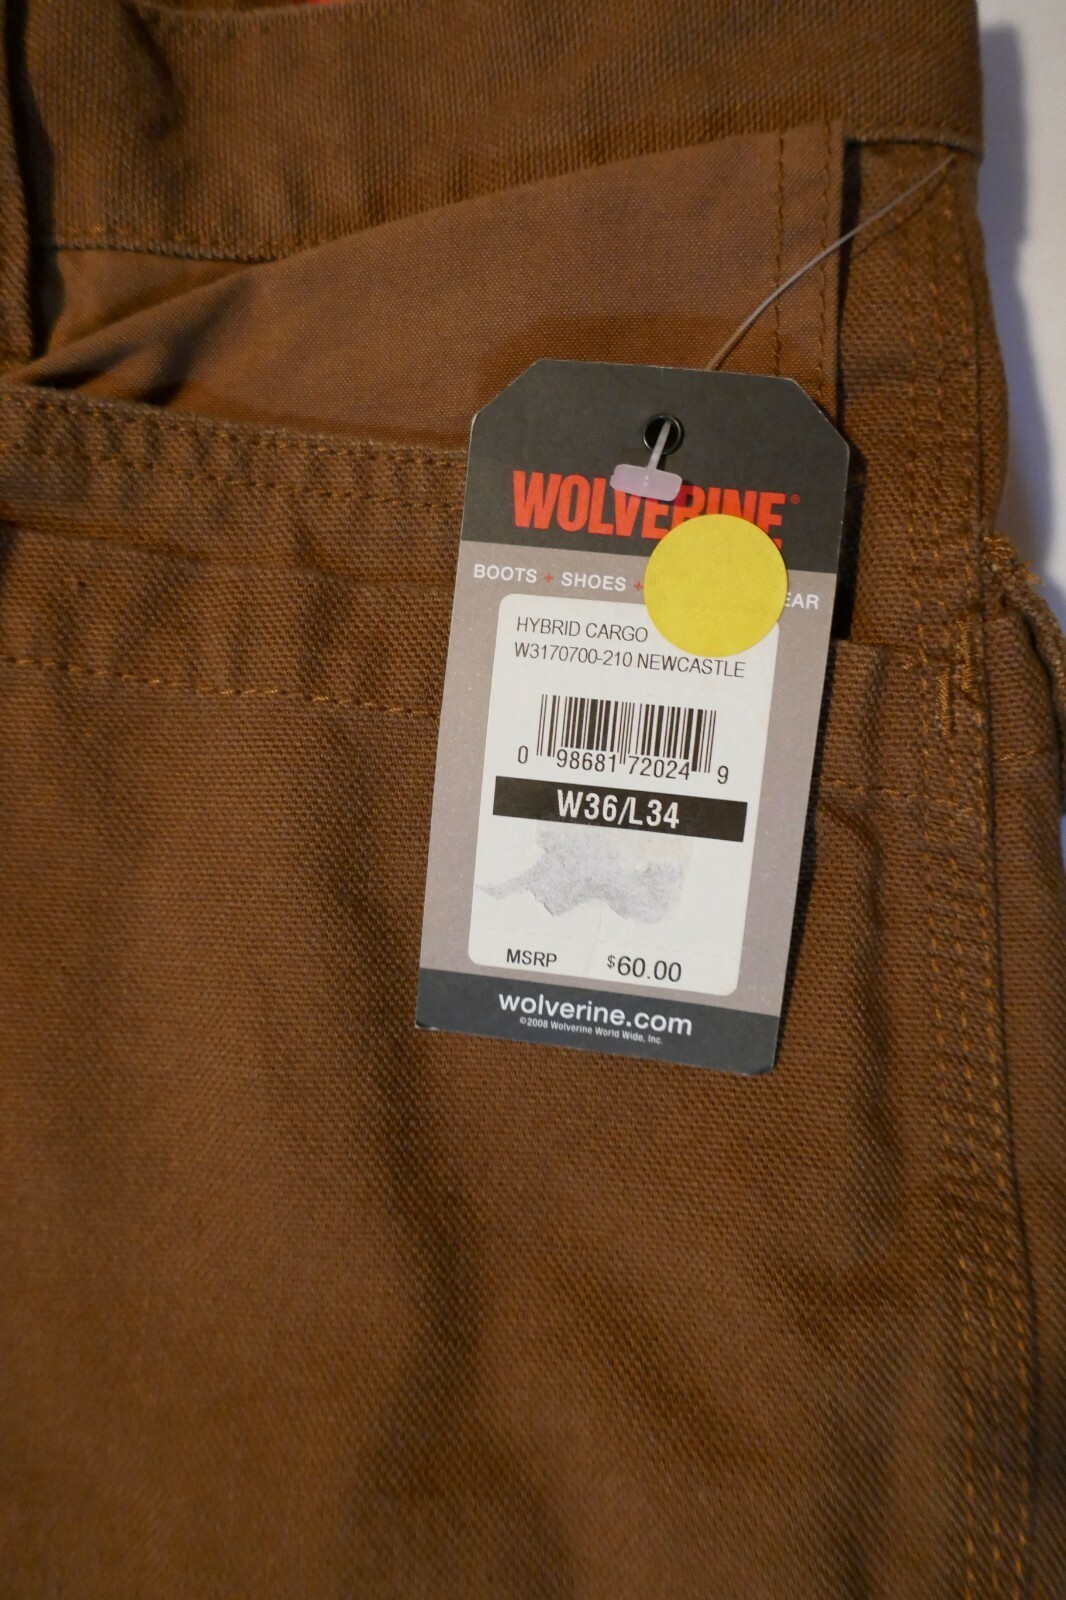 WOLVERINE®
BOOTS + SHOES +
HYBRID CARGO
W3170700-210 NEWCASTLE
0 98681 72024 9
W36/L34
MSRP $60.00
wolverine.com
©2008 Wolverine World Wide, Inc.